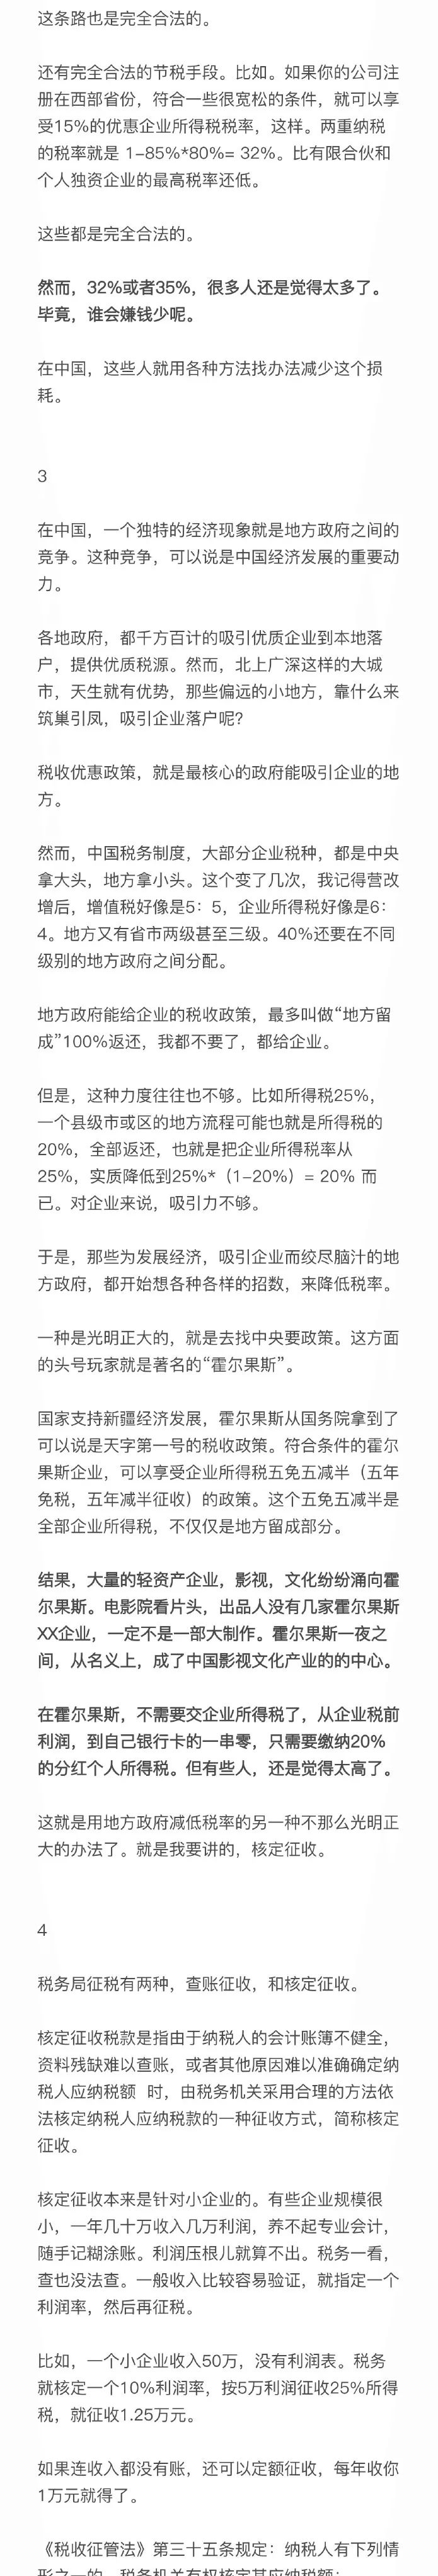 这条路也是完全合法的。
还有完全合法的节税手段。比如。如果你的公司注
册在西部省份，符合一些很宽松的条件，就可以享
受15%的优惠企业所得税税率，这样。两重纳税
的税率就是 1–85%*80%= 32%。比有限合伙和
个人独资企业的最高税率还低。
这些都是完全合法的。
然而，32%或者35%，很多人还是觉得太多了。
毕竟，谁会嫌钱少呢。
在中国，这些人就用各种方法找办法减少这个损
耗。
3
在中国，一个独特的经济现象就是地方政府之间的
竞争。这种竞争，可以说是中国经济发展的重要动
力。
各地政府，都千方百计的吸引优质企业到本地落
户，提供优质税源。然而，北上广深这样的大城
市，天生就有优势，那些偏远的小地方，靠什么来
筑巢引凤，吸引企业落户呢？
税收优惠政策，就是最核心的政府能吸引企业的地
方。
然而，中国税务制度，大部分企业税种，都是中央
拿大头，地方拿小头。这个变了几次，我记得营改
增后，增值税好像是5：5，企业所得税好像是6：
4。地方又有省市两级甚至三级。40%还要在不同
级别的地方政府之间分配。
地方政府能给企业的税收政策，最多叫做“地方留
成”100%返还，我都不要了，都给企业。
但是，这种力度往往也不够。比如所得税25%，
一个县级市或区的地方流程可能也就是所得税的
20%，全部返还，也就是把企业所得税率从
25%，实质降低到25%*（1–20%）= 20% 而
已。对企业来说，吸引力不够。
于是，那些为发展经济，吸引企业而绞尽脑汁的地
方政府，都开始想各种各样的招数，来降低税率。
一种是光明正大的，就是去找中央要政策。这方面
的头号玩家就是著名的“霍尔果斯”。
国家支持新疆经济发展，霍尔果斯从国务院拿到了
可以说是天字第一号的税收政策。符合条件的霍尔
果斯企业，可以享受企业所得税五免五减半（五年
免税，五年减半征收）的政策。这个五免五减半是
全部企业所得税，不仅仅是地方留成部分。
结果，大量的轻资产企业，影视，文化纷纷涌向霍
尔果斯。电影院看片头，出品人没有几家霍尔果斯
XX企业，一定不是一部大制作。霍尔果斯一夜之
间，从名义上，成了中国影视文化产业的的中心。
在霍尔果斯，不需要交企业所得税了，从企业税前
利润，到自己银行卡的一串零，只需要缴纳20%
的分红个人所得税。但有些人，还是觉得太高了。
这就是用地方政府减低税率的另一种不那么光明正
大的办法了。就是我要讲的，核定征收。
4
税务局征税有两种，查账征收，和核定征收。
核定征收税款是指由于纳税人的会计账簿不健全，
资料残缺难以查账，或者其他原因难以准确确定纳
税人应纳税额 时，由税务机关采用合理的方法依
法核定纳税人应纳税款的一种征收方式，简称核定
征收。
核定征收本来是针对小企业的。有些企业规模很
小，一年几十万收入几万利润，养不起专业会计，
随手记糊涂账。利润压根儿就算不出。税务一看，
查也没法查。一般收入比较容易验证，就指定一个
利润率，然后再征税。
比如，一个小企业收入50万，没有利润表。税务
就核定一个10%利润率，按5万利润征收25%所得
税，就征收1.25万元。
如果连收入都没有账，还可以定额征收，每年收你
1万元就得了。
《税收征管法》第三十五条规定：纳税人有下列情
形之一的，税务机关有权核定其应纳税额：